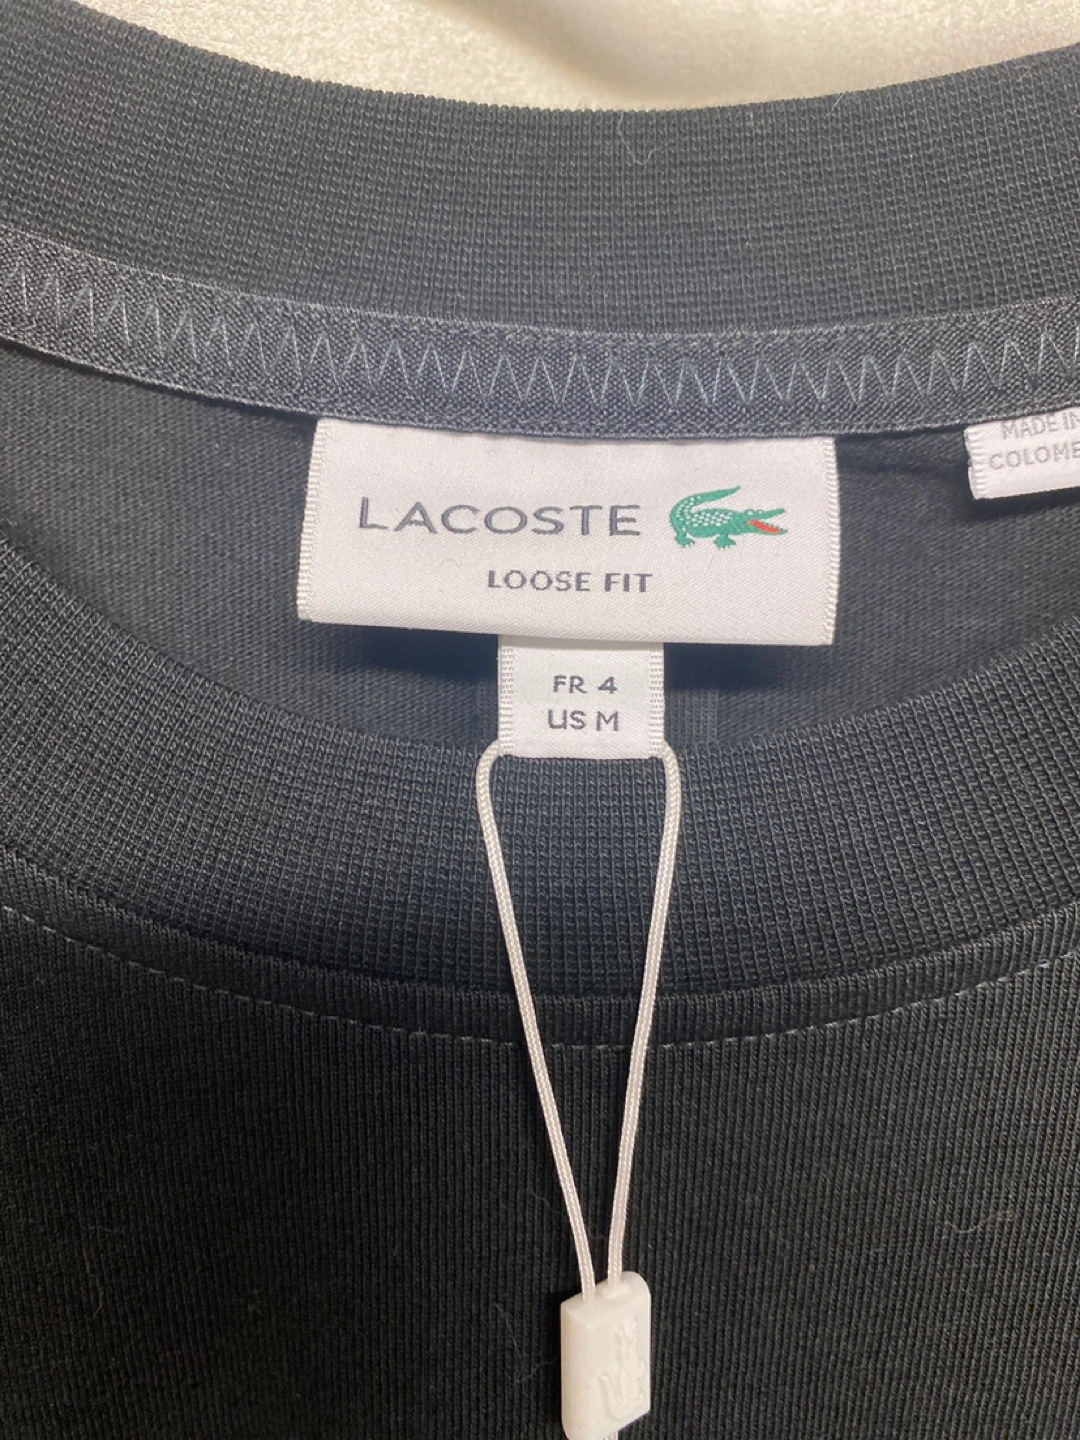 LACOSTE
LOOSE FIT
FR 4
US M
MADE IN